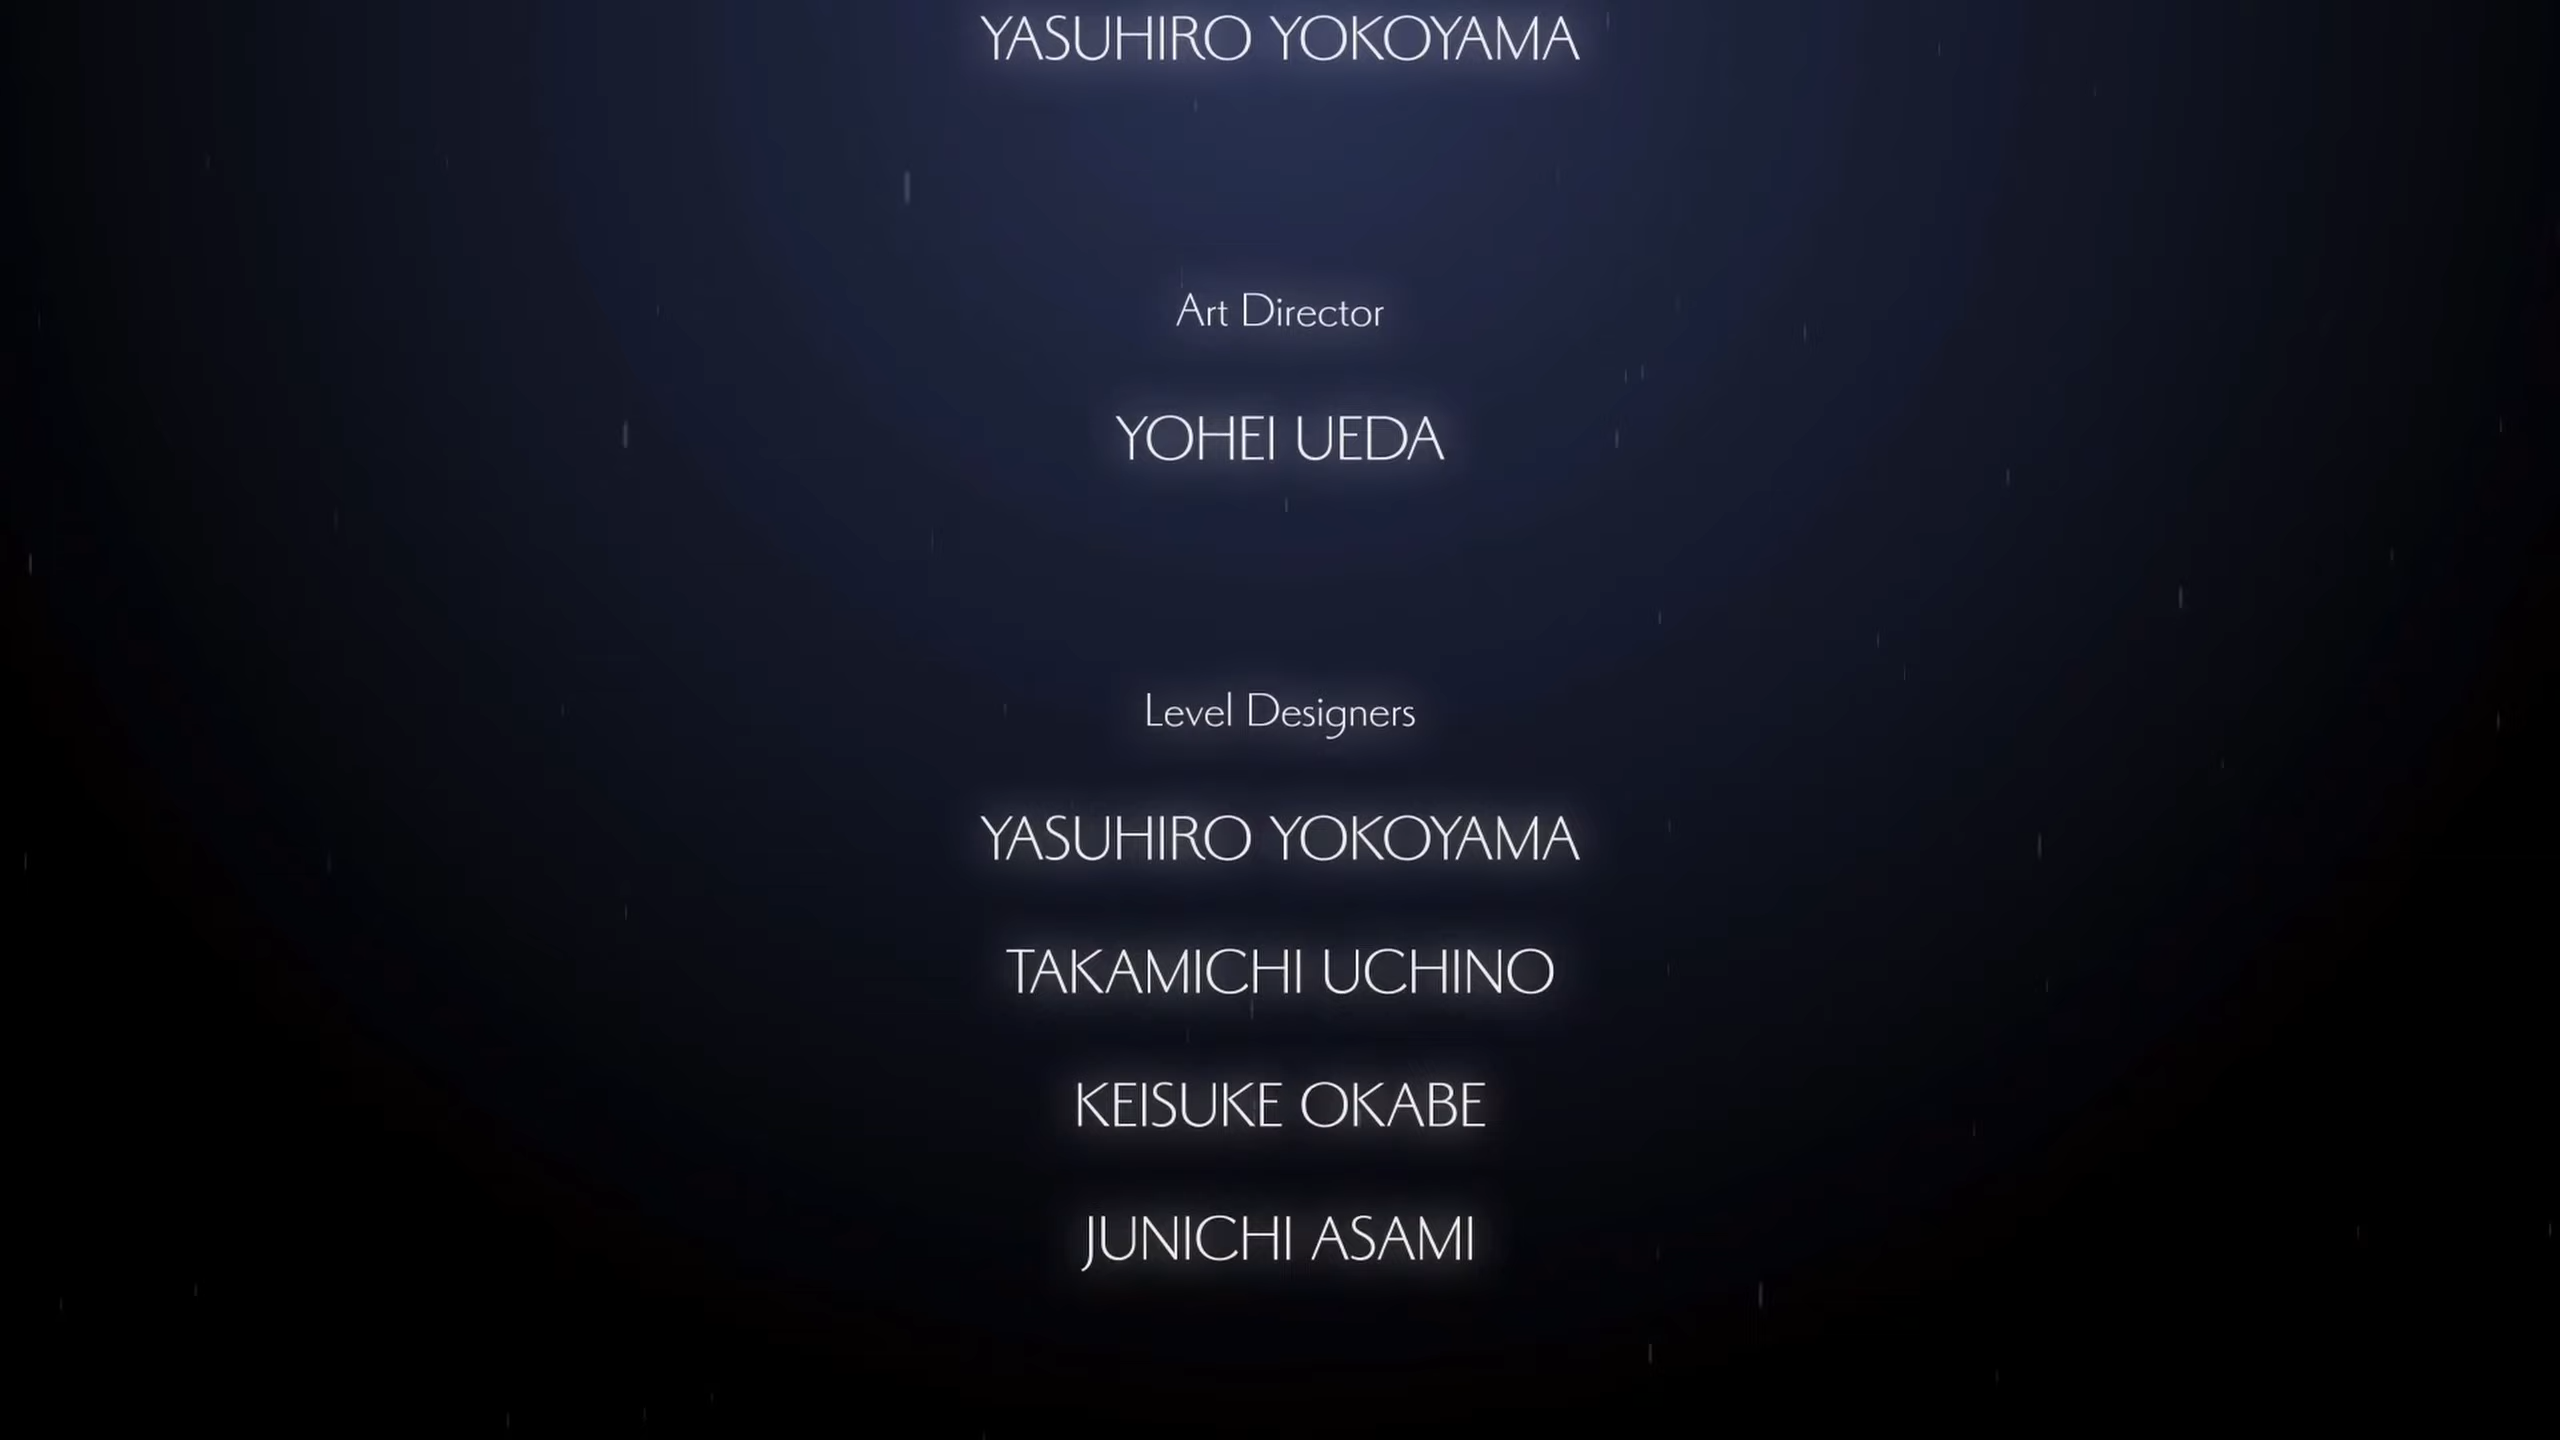 YASUHIRO YOKOYAMA
Art Director
YOHEI UEDA
Level Designers
YASUHIRO YOKOYAMA
TAKAMICHI UCHINO
KEISUKE OKABE
JUNICHI ASAMI